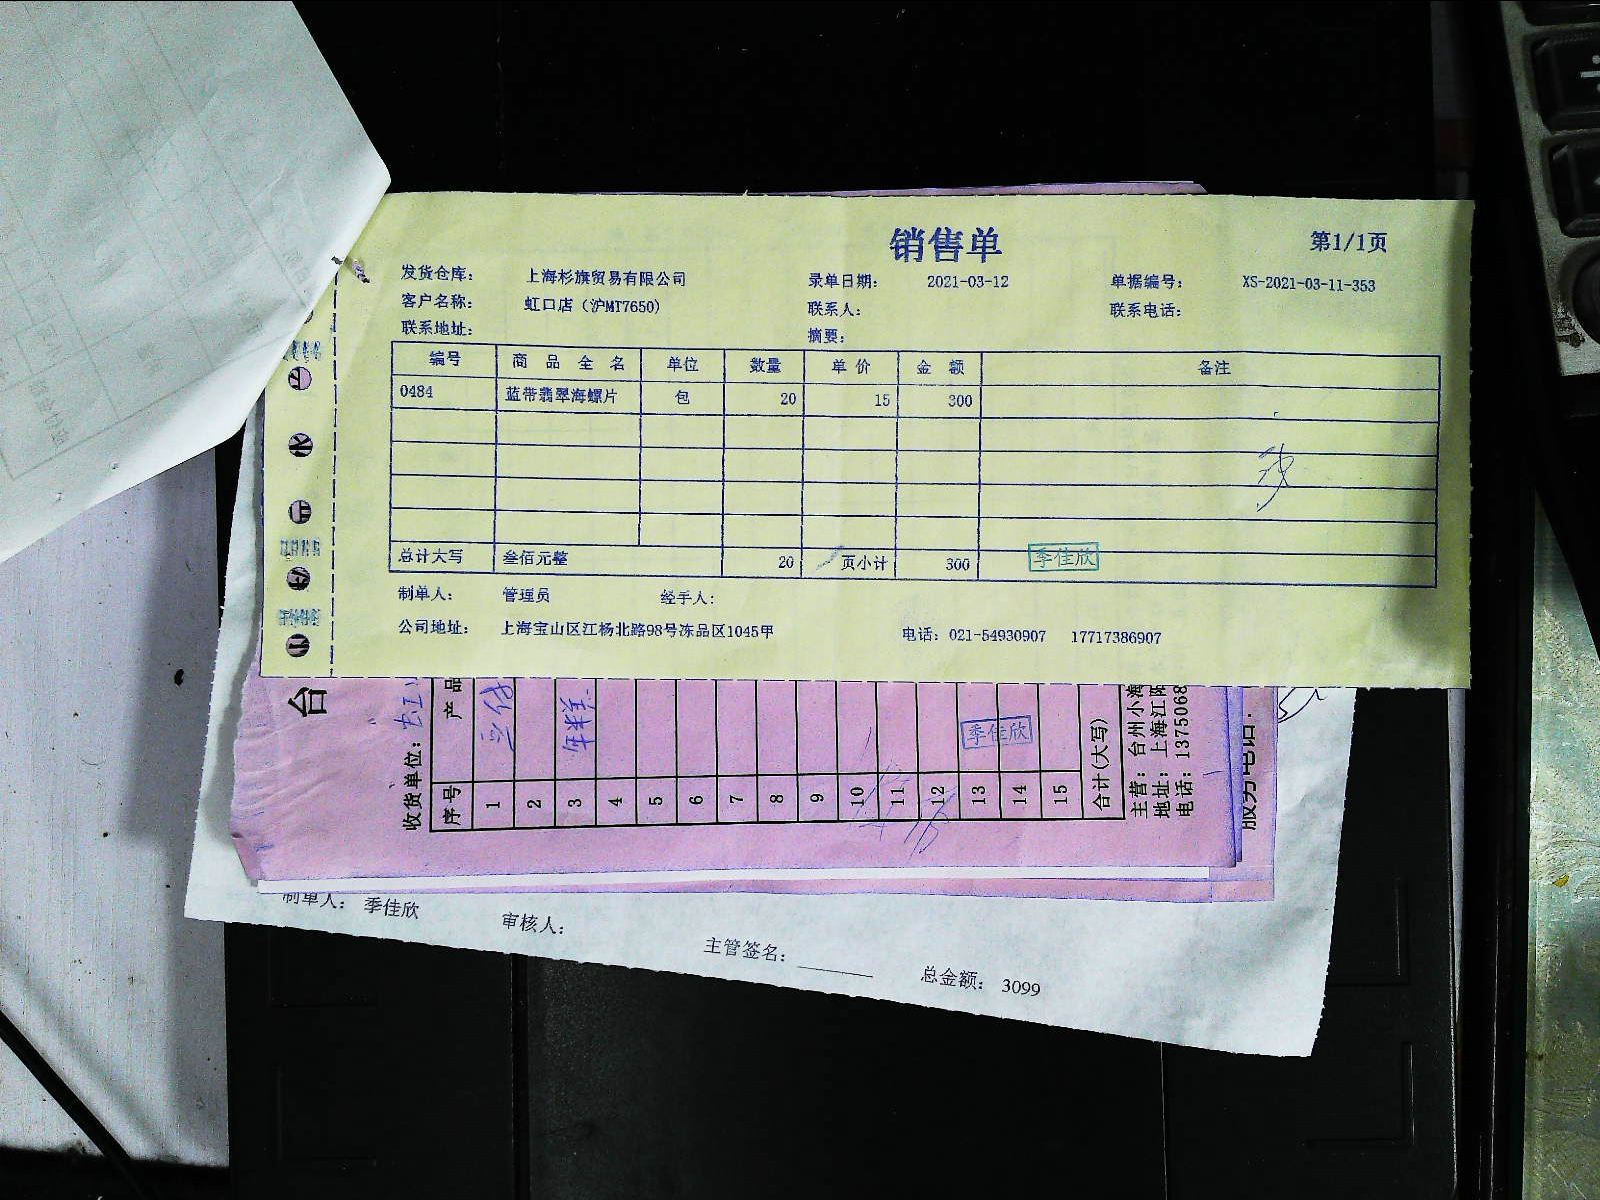 销售单
第1/1页
发货仓库: 上海杉旗贸易有限公司 录单日期: 2021-03-12 单据编号: XS-2021-03-11-353
客户名称: 虹口店 (沪MT7650) 联系人: 联系电话:
联系地址: 摘要:
编号 商品全名 单位 数量 单价 金额 备注
0484 蓝带翡翠海螺片 包 20 15 300
总计大写 叁佰元整 20 页小计 300
季佳欣
制单人: 管理员 经手人:
公司地址: 上海宝山区江杨北路98号冻品区1045甲 电话: 021-54930907 17717386907
台
收货单位:
序号 产品
1
2
3
4
5
6
7
8
9
10
11
12
13
14
15
季佳欣
合计(大写)
主营: 台州小海
地址: 上海江阳
电话: 1375068
服务电话:
制单人: 季佳欣 审核人: 主管签名: 总金额: 3099